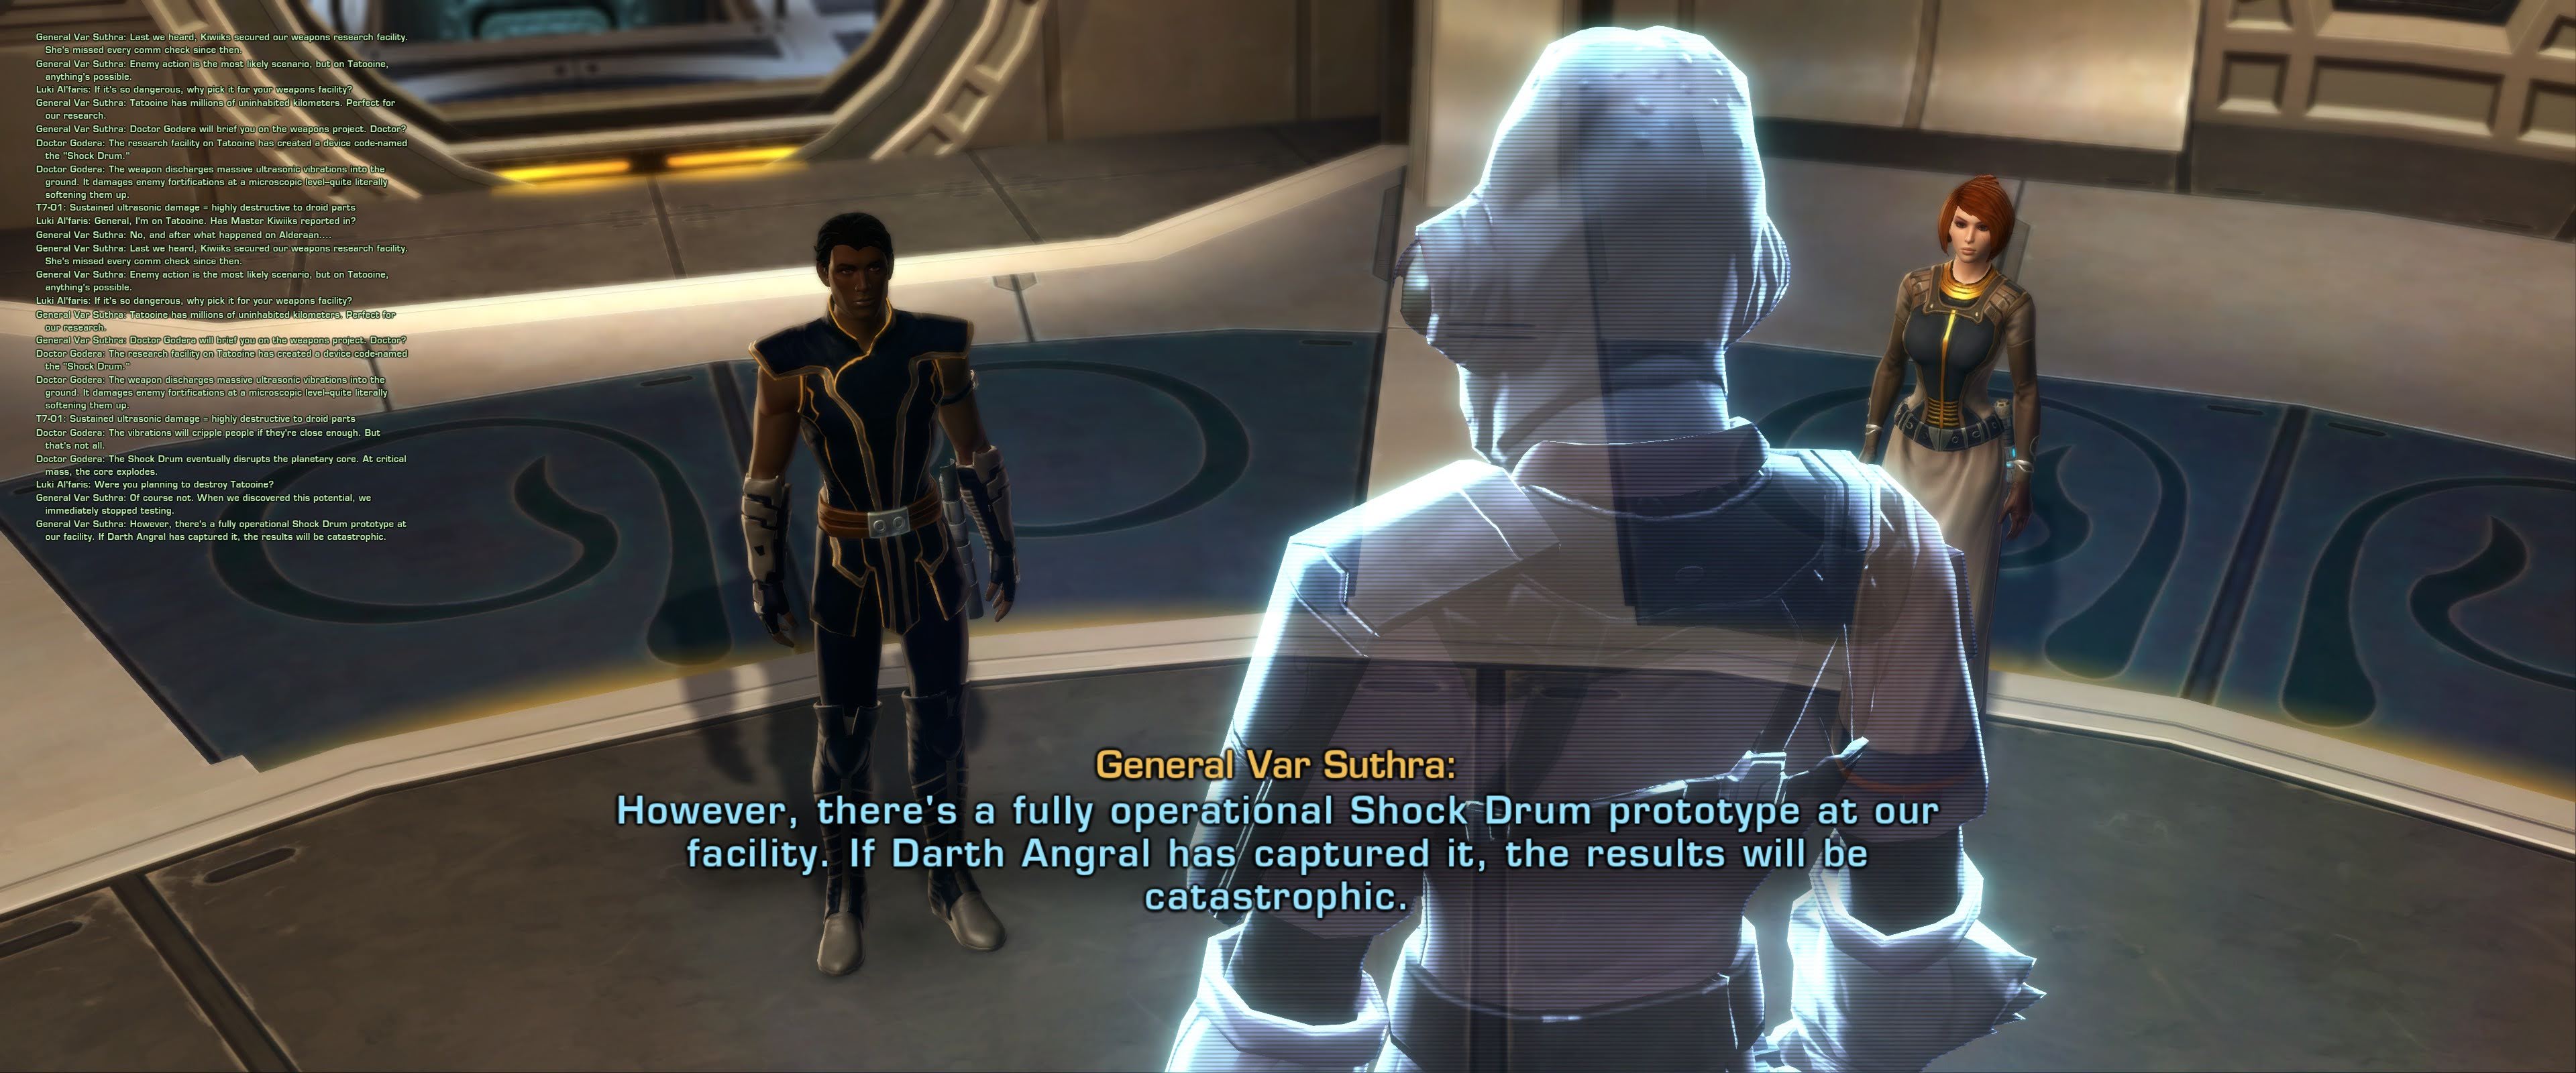 General Var Suthra: Last we heard, Kiwiiks secured our weapons research facility.
She's missed every comm check since then.
General Var Suthra: Enemy action is the most likely scenario, but on Tatooine,
anything's possible.
Luki Al'faris: If it's so dangerous, why pick it for your weapons facility?
General Var Suthra: Tatooine has millions of uninhabited kilometers. Perfect for
our research.
General Var Suthra: Doctor Godera will brief you on the weapons project. Doctor?
Doctor Godera: The research facility on Tatooine has created a device code-named
the "Shock Drum."
Doctor Godera: The weapon discharges massive ultrasonic vibrations into the
ground. It damages enemy fortifications at a microscopic level–quite literally
softening them up.
T7-01: Sustained ultrasonic damage = highly destructive to droid parts
Luki Al'faris: General, I'm on Tatooine. Has Master Kiwiiks reported in?
General Var Suthra: No, and after what happened on Alderaan....
General Var Suthra: Last we heard, Kiwiiks secured our weapons research facility.
She's missed every comm check since then.
General Var Suthra: Enemy action is the most likely scenario, but on Tatooine,
anything's possible.
Luki Al'faris: If it's so dangerous, why pick it for your weapons facility?
General Var Suthra: Tatooine has millions of uninhabited kilometers. Perfect for
our research.
General Var Suthra: Doctor Godera will brief you on the weapons project. Doctor?
Doctor Godera: The research facility on Tatooine has created a device code-named
the "Shock Drum."
Doctor Godera: The weapon discharges massive ultrasonic vibrations into the
ground. It damages enemy fortifications at a microscopic level–quite literally
softening them up.
T7-01: Sustained ultrasonic damage = highly destructive to droid parts
Doctor Godera: The vibrations will cripple people if they're close enough. But
that's not all.
Doctor Godera: The Shock Drum eventually disrupts the planetary core. At critical
mass, the core explodes.
Luki Al'faris: Were you planning to destroy Tatooine?
General Var Suthra: Of course not. When we discovered this potential, we
immediately stopped testing.
General Var Suthra: However, there's a fully operational Shock Drum prototype at
our facility. If Darth Angral has captured it, the results will be catastrophic.
General Var Suthra:
However, there's a fully operational Shock Drum prototype at our
facility. If Darth Angral has captured it, the results will be
catastrophic.